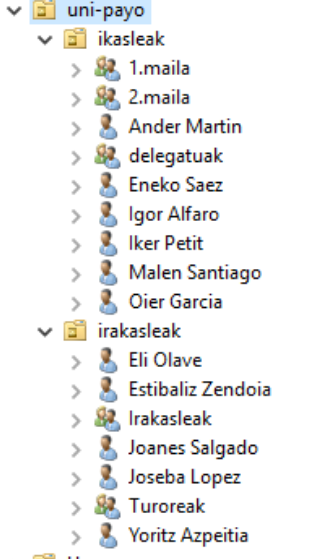 uni-payo
ikasleak
1.maila
2.maila
Ander Martin
delegatuak
Eneko Saez
Igor Alfaro
Iker Petit
Malen Santiago
Oier Garcia
irakasleak
Eli Olave
Estibaliz Zendoia
Irakasleak
Joanes Salgado
Joseba Lopez
Turoreak
Yoritz Azpeitia